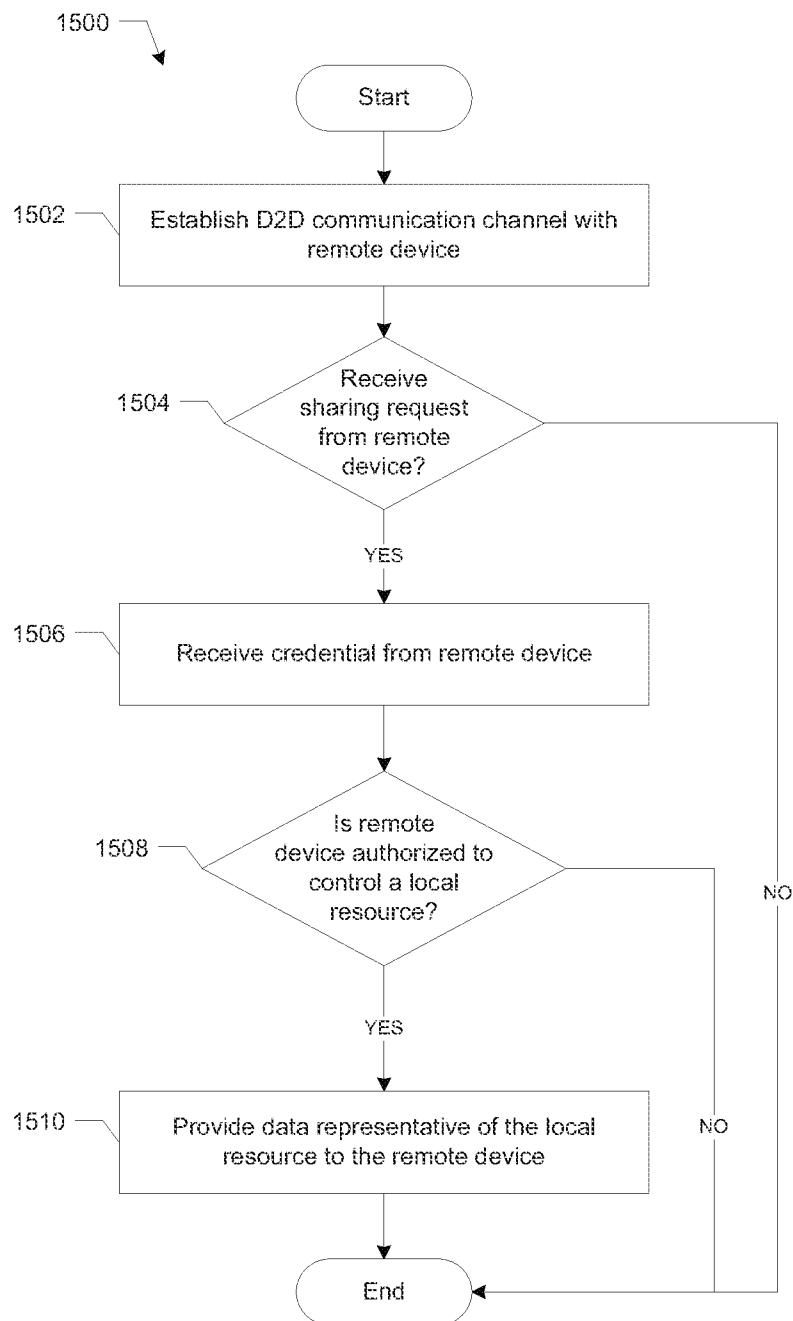 1500
Start
1502
Establish D2D communication channel with
remote device
1504
Receive
sharing request
from remote
device?
YES
1506
Receive credential from remote device
1508
Is remote
device authorized to
control a local
resource?
NO
YES
1510
Provide data representative of the local
resource to the remote device
NO
End